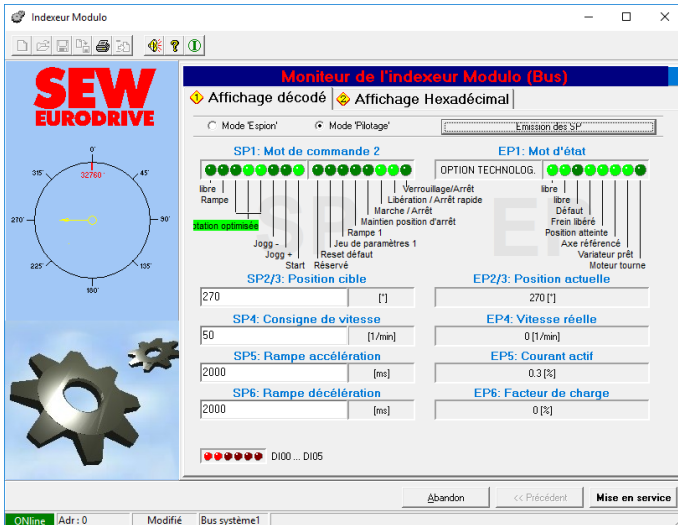 Indexeur Modulo
SEW
EURODRIVE
0'
32760
315'
45'
270'
90'
225'
135'
180'
Moniteur de l'indexeur Modulo (Bus)
1 Affichage décodé
2 Affichage Hexadécimal
Mode 'Espion'
Mode 'Pilotage'
Emission des SP
SP1: Mot de commande 2
EP1: Mot d'état
OPTION TECHNOLOG.
libre
Rampe
otation optimisée
Jogg -
Jogg +
Start
Verrouillage/Arrêt
Libération / Arrêt rapide
Marche / Arrêt
Maintien position d'arrêt
Rampe 1
Jeu de paramètres 1
Reset défaut
Réservé
libre
libre
Défaut
Frein libéré
Position atteinte
Axe référencé
Variateur prêt
Moteur tourne
SP
EP
SP2/3: Position cible
EP2/3: Position actuelle
270
[°]
270 [°]
SP4: Consigne de vitesse
EP4: Vitesse réelle
50
[1/min]
0 [1/min]
SP5: Rampe accélération
EP5: Courant actif
2000
[ms]
0.3 [%]
SP6: Rampe décélération
EP6: Facteur de charge
2000
[ms]
0 [%]
DI00 ... DI05
Abandon
<< Précédent
Mise en service
ONline
Adr : 0
Modifié
Bus système1